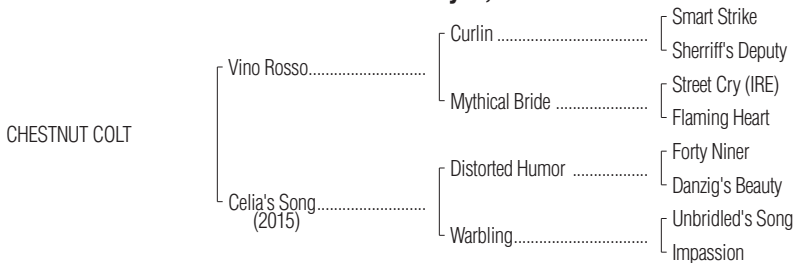 Smart Strike
Curlin ........................................
Sherriff's Deputy
Vino Rosso...............................
Street Cry (IRE)
Mythical Bride ........................
Flaming Heart
CHESTNUT COLT
Forty Niner
Distorted Humor ....................
Danzig's Beauty
Celia's Song.............................
(2015)
Unbridled's Song
Warbling...................................
Impassion